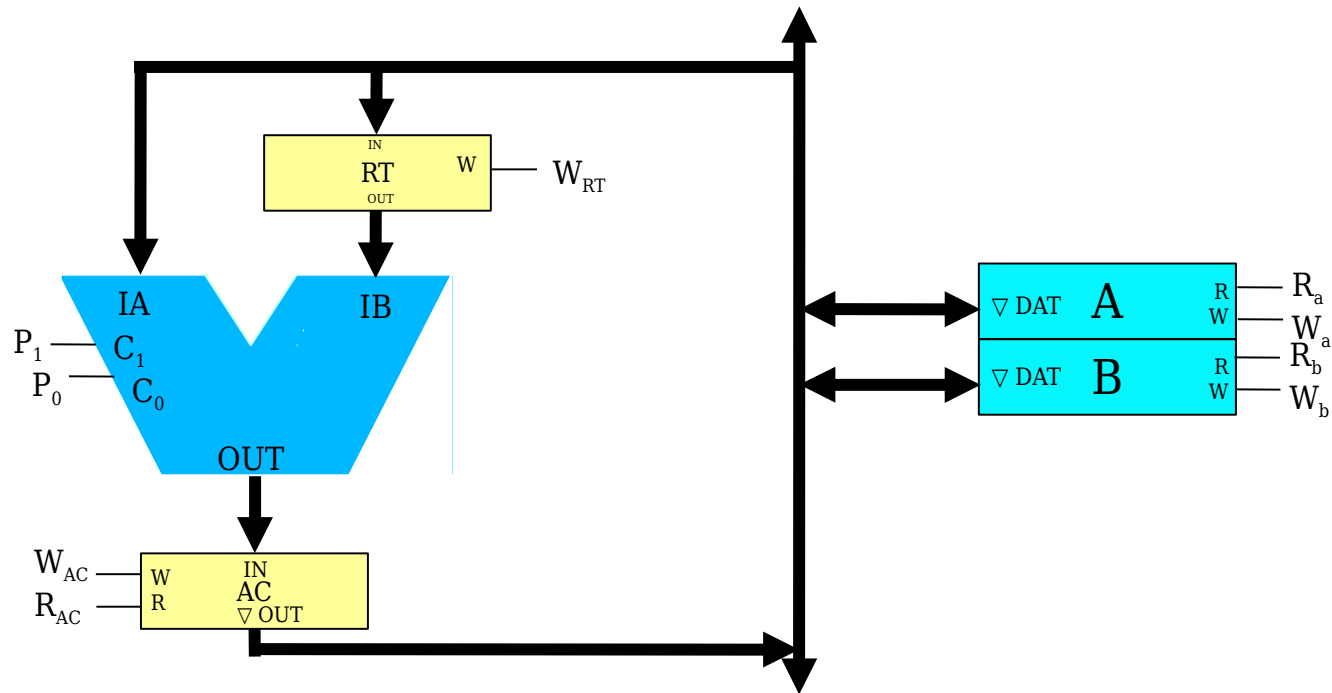 IN
RT
W
OUT
W_RT
IA
IB
P_1
C_1
P_0
C_0
OUT
▽ DAT
A
R
W
R_a
W_a
▽ DAT
B
R
W
R_b
W_b
W_AC
R_AC
W
R
IN
AC
▽ OUT